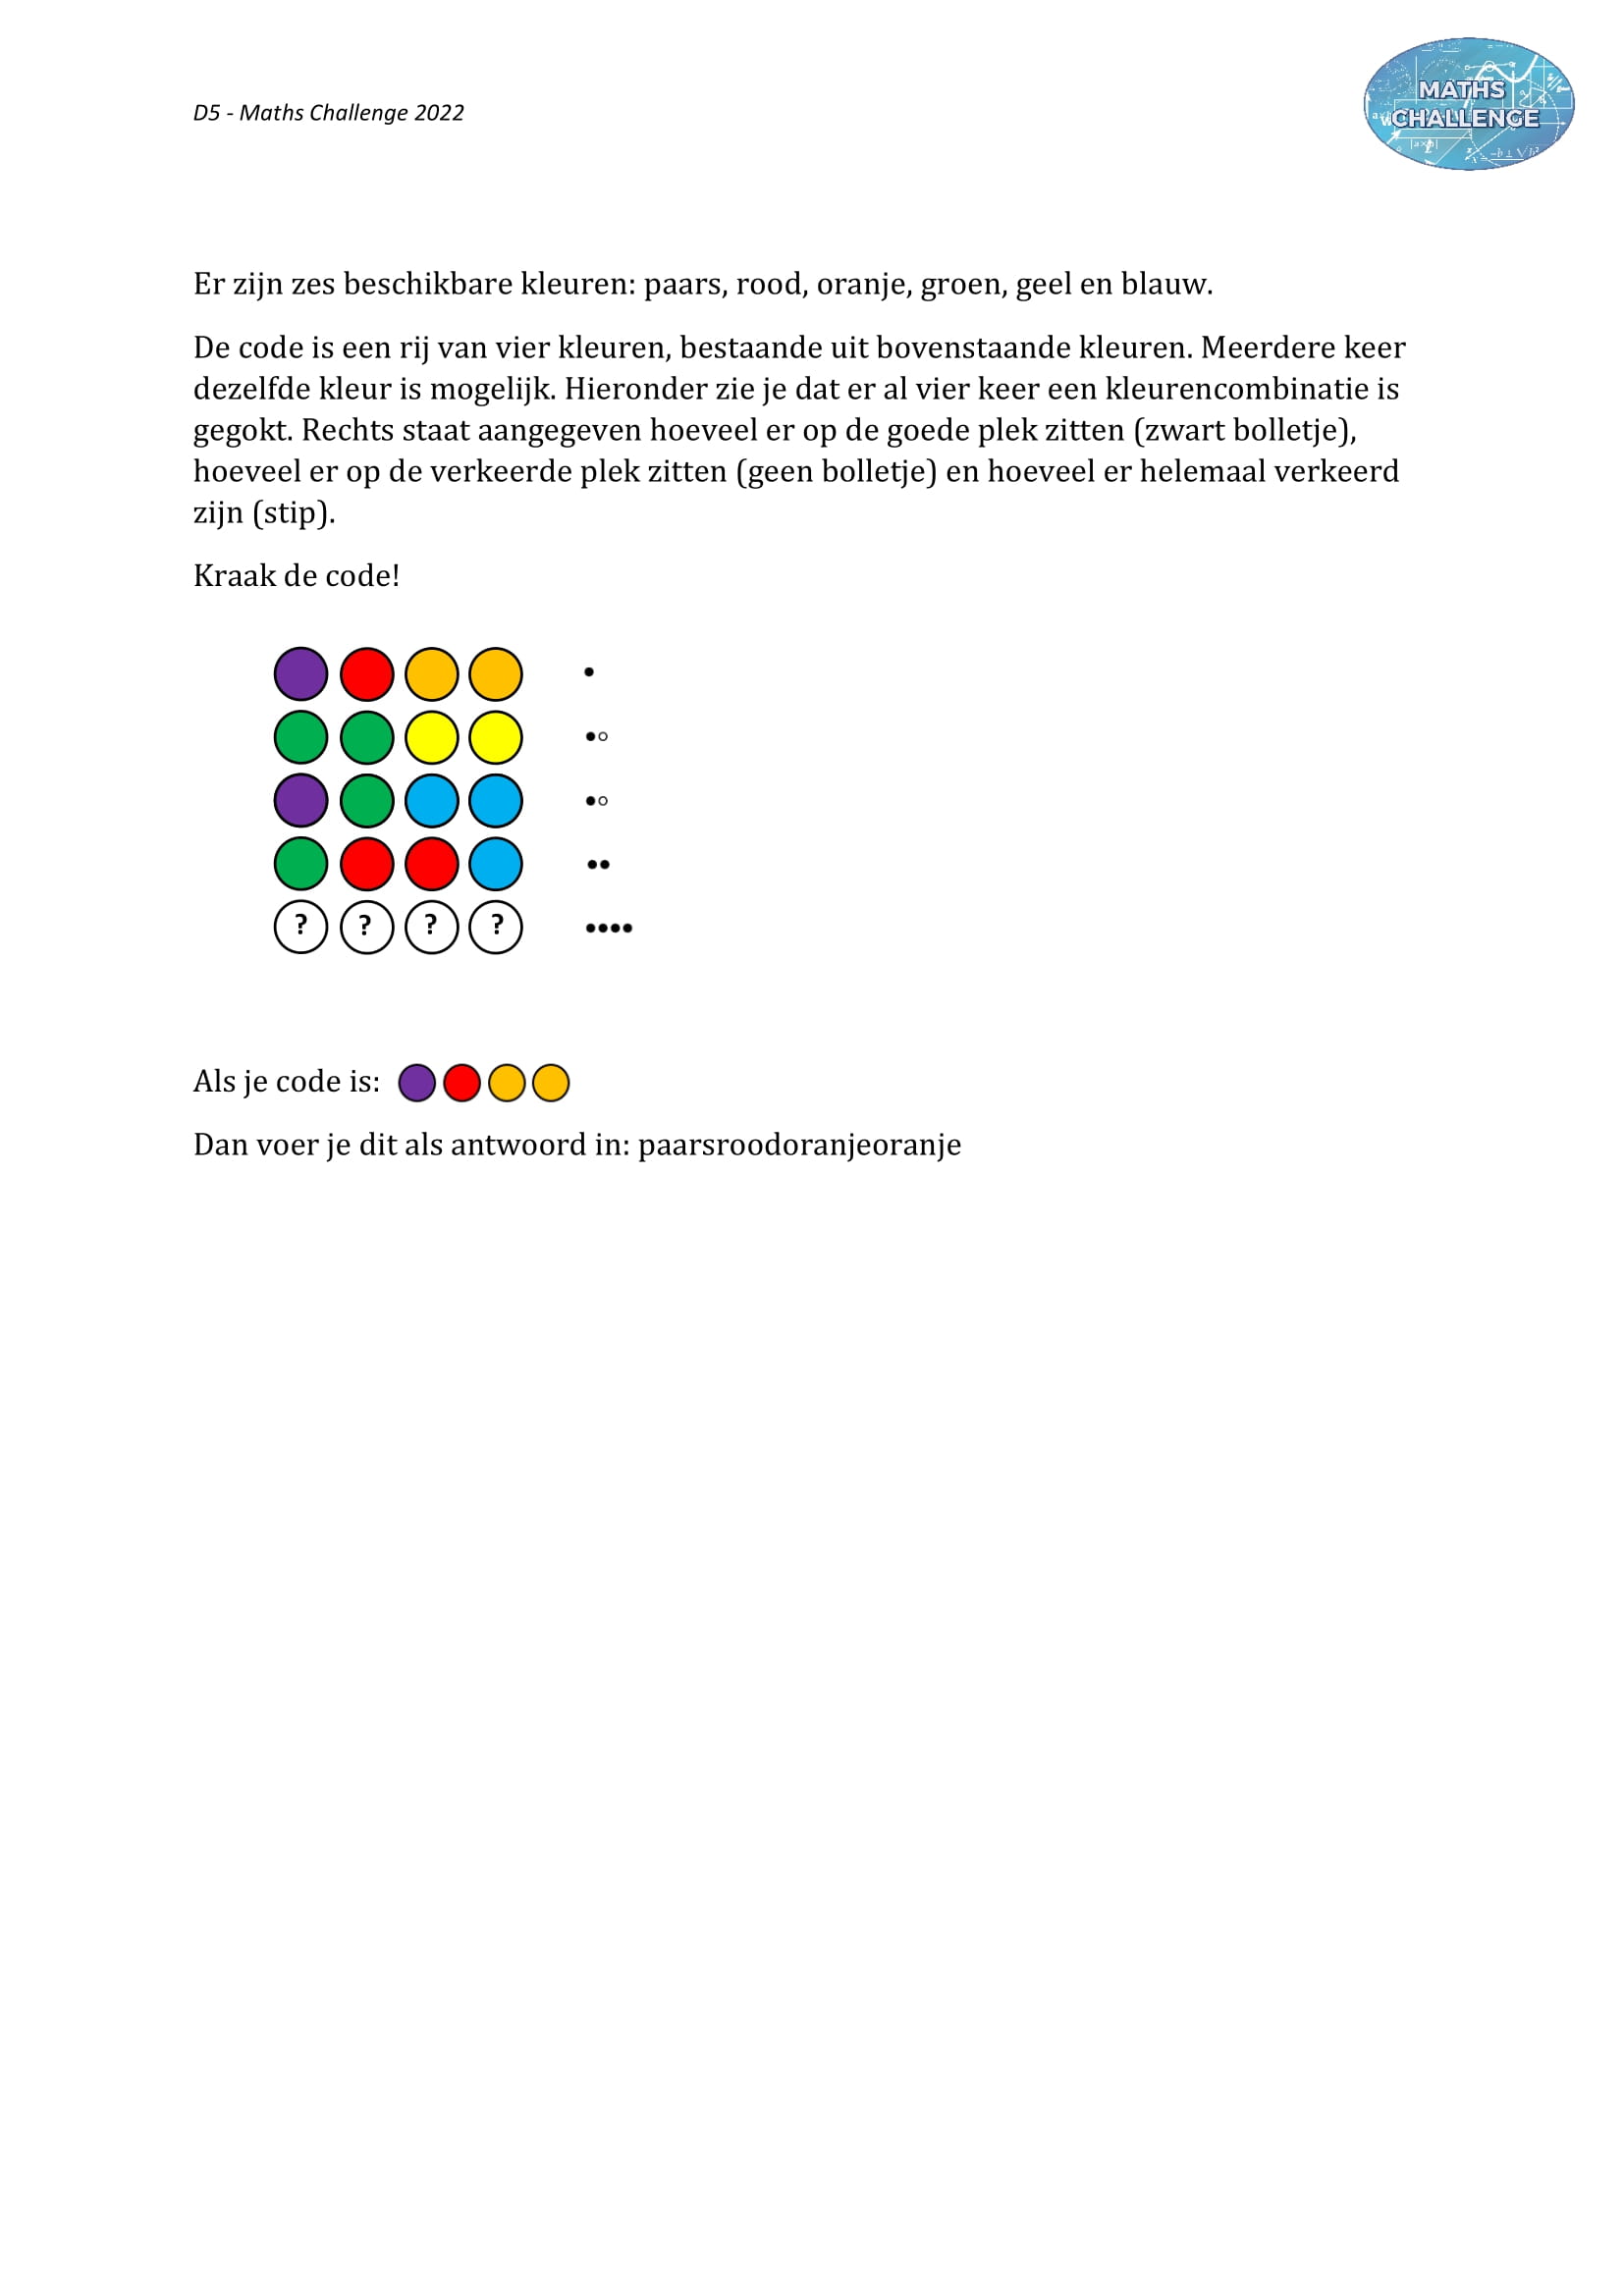 D5 - Maths Challenge 2022
MATHS
CHALLENGE
Er zijn zes beschikbare kleuren: paars, rood, oranje, groen, geel en blauw.
De code is een rij van vier kleuren, bestaande uit bovenstaande kleuren. Meerdere keer
dezelfde kleur is mogelijk. Hieronder zie je dat er al vier keer een kleurencombinatie is
gegokt. Rechts staat aangegeven hoeveel er op de goede plek zitten (zwart bolletje),
hoeveel er op de verkeerde plek zitten (geen bolletje) en hoeveel er helemaal verkeerd
zijn (stip).
Kraak de code!
? ? ? ?
Als je code is:
Dan voer je dit als antwoord in: paarsroodoranjeoranje